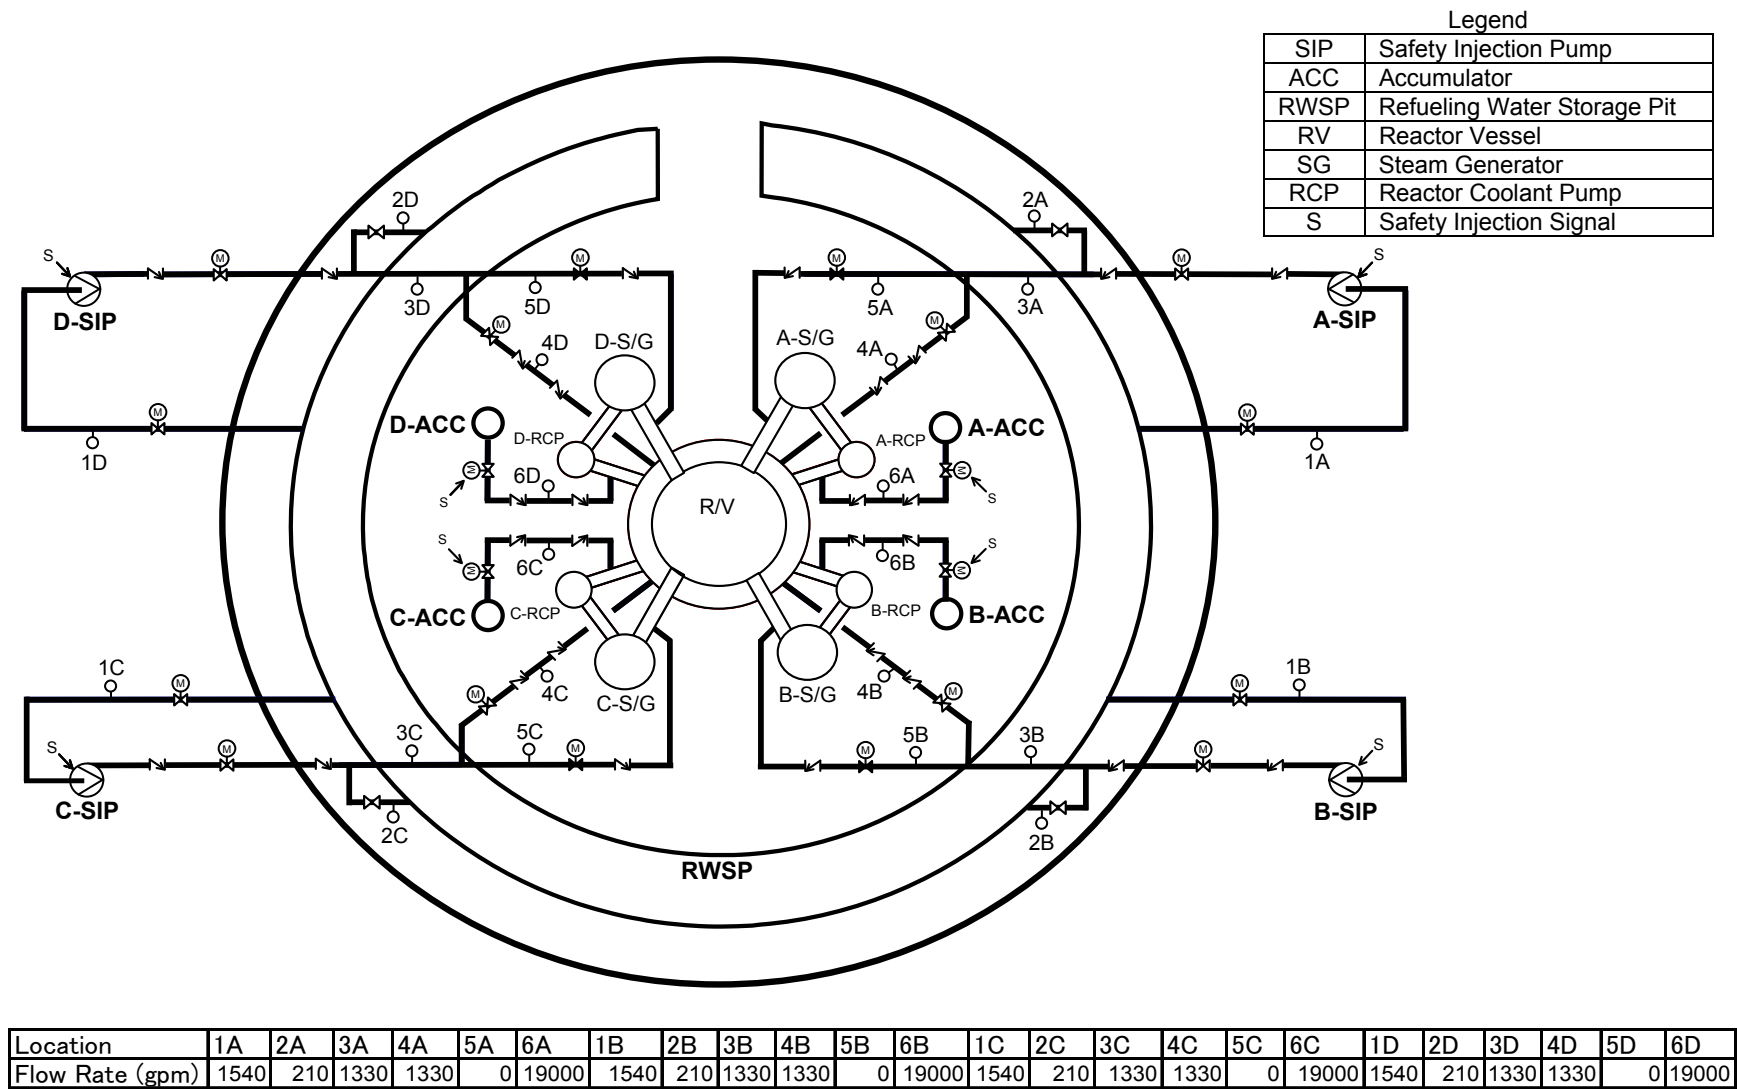 Legend
SIP Safety Injection Pump
ACC Accumulator
RWSP Refueling Water Storage Pit
RV Reactor Vessel
SG Steam Generator
RCP Reactor Coolant Pump
S Safety Injection Signal
2D 2A
S M M M M S
3D 5D 5A 3A
D-SIP A-SIP
M M
4D D-S/G A-S/G 4A
D-ACC D-RCP A-RCP A-ACC
M M
1D 1A
M 6D 6A M
S S
R/V
S S
M 6C 6B M
C-ACC C-RCP B-RCP B-ACC
1C M M 1B
M 4C C-S/G B-S/G 4B M
S M 3C 5C M M 5B 3B M S
C-SIP B-SIP
2C 2B
RWSP
Location 1A 2A 3A 4A 5A 6A 1B 2B 3B 4B 5B 6B 1C 2C 3C 4C 5C 6C 1D 2D 3D 4D 5D 6D
Flow Rate (gpm) 1540 210 1330 1330 0 19000 1540 210 1330 1330 0 19000 1540 210 1330 1330 0 19000 1540 210 1330 1330 0 19000